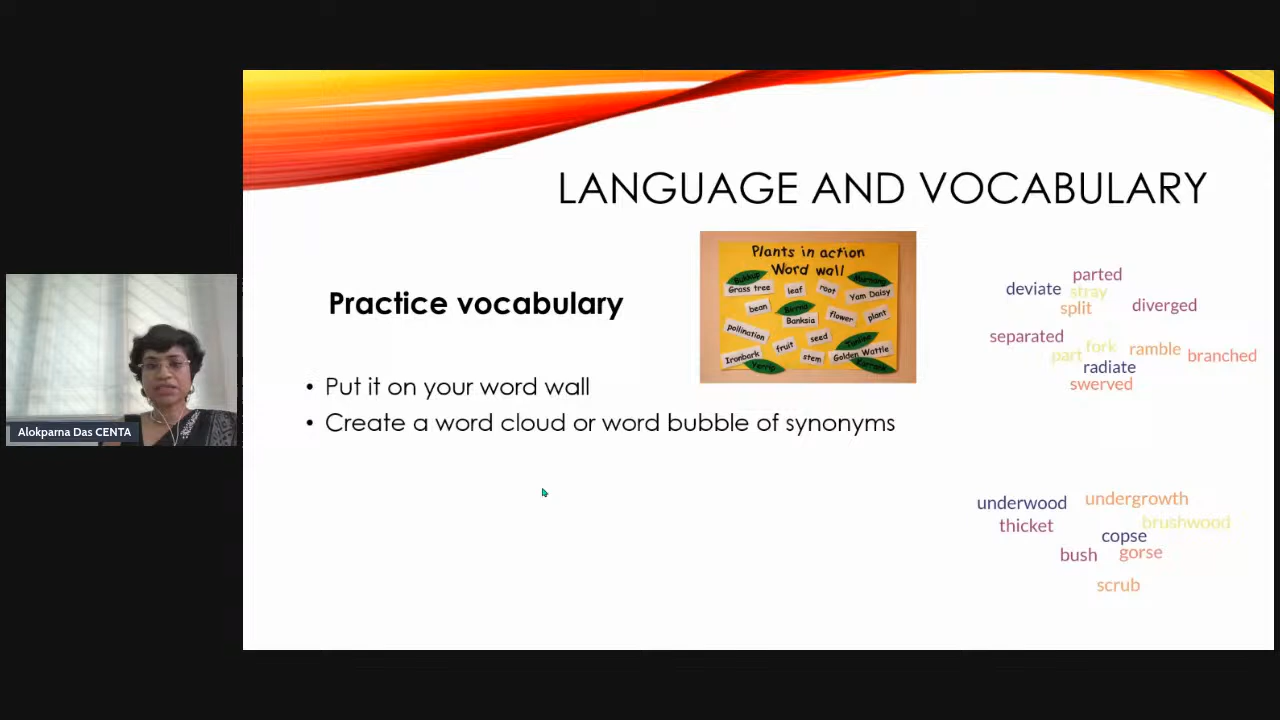 LANGUAGE AND VOCABULARY
Practice vocabulary
• Put it on your word wall
• Create a word cloud or word bubble of synonyms
Plants in action
Word wall
Grass tree
leaf
root
Yam Daisy
bean
Banksia
flower
plant
pollination
fruit
seed
Ironbark
stem
Golden Wattle
parted
deviate
stray
split
diverged
separated
fork
part
ramble
branched
radiate
swerved
underwood
undergrowth
thicket
brushwood
copse
bush
gorse
scrub
Alokparna Das CENTA